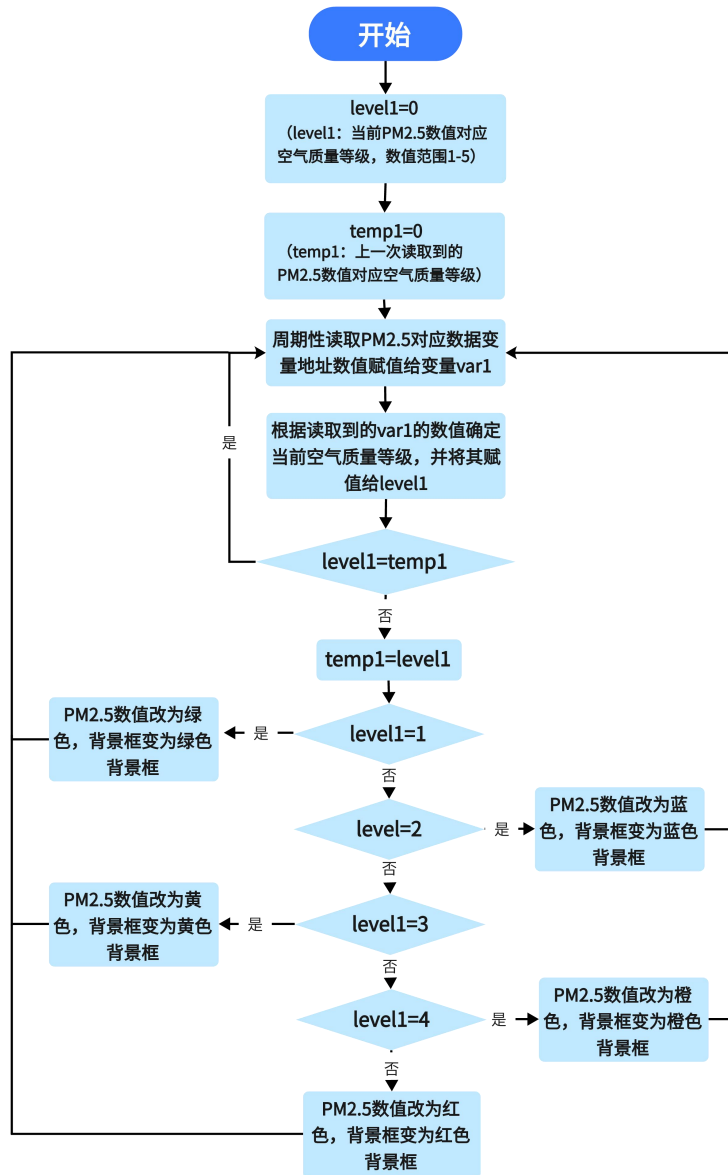 开始
level1=0
（level1：当前PM2.5数值对应
空气质量等级，数值范围1-5）
temp1=0
（temp1：上一次读取到的
PM2.5数值对应空气质量等级）
周期性读取PM2.5对应数据变
量地址数值赋值给变量var1
根据读取到的var1的数值确定
当前空气质量等级，并将其赋
值给level1
是
level1=temp1
否
temp1=level1
level1=1
是
PM2.5数值改为绿
色，背景框变为绿色
背景框
否
level=2
是
PM2.5数值改为蓝
色，背景框变为蓝色
背景框
否
level1=3
是
PM2.5数值改为黄
色，背景框变为黄色
背景框
否
level1=4
是
PM2.5数值改为橙
色，背景框变为橙色
背景框
否
PM2.5数值改为红
色，背景框变为红色
背景框